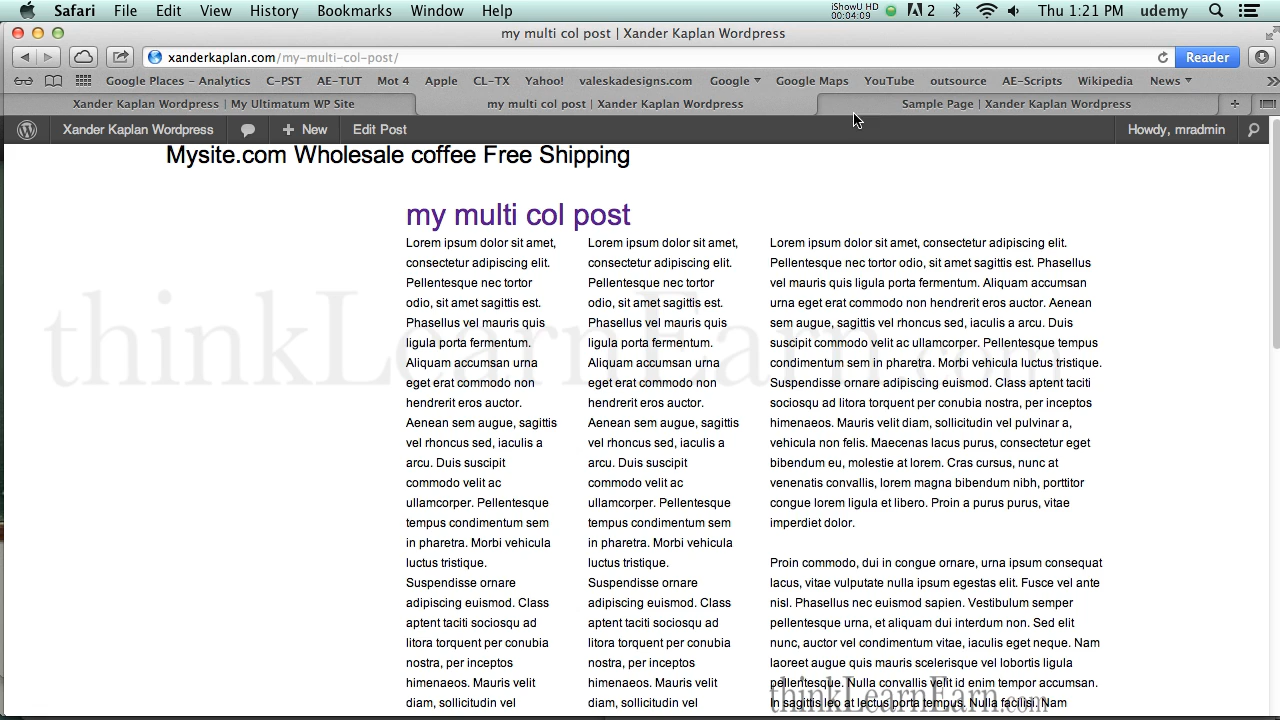 Safari File Edit View History Bookmarks Window Help iShowU HD 00:04:09 2 Thu 1:21 PM udemy
my multi col post | Xander Kaplan Wordpress
xanderkaplan.com/my-multi-col-post/ Reader
Google Places - Analytics C-PST AE-TUT Mot 4 Apple CL-TX Yahoo! valeskadesigns.com Google Google Maps YouTube outsource AE-Scripts Wikipedia News
Xander Kaplan Wordpress | My Ultimatum WP Site my multi col post | Xander Kaplan Wordpress Sample Page | Xander Kaplan Wordpress
Xander Kaplan Wordpress New Edit Post Howdy, mradmin
Mysite.com Wholesale coffee Free Shipping
my multi col post
Lorem ipsum dolor sit amet,
consectetur adipiscing elit.
Pellentesque nec tortor
odio, sit amet sagittis est.
Phasellus vel mauris quis
ligula porta fermentum.
Aliquam accumsan urna
eget erat commodo non
hendrerit eros auctor.
Aenean sem augue, sagittis
vel rhoncus sed, iaculis a
arcu. Duis suscipit
commodo velit ac
ullamcorper. Pellentesque
tempus condimentum sem
in pharetra. Morbi vehicula
luctus tristique.
Suspendisse ornare
adipiscing euismod. Class
aptent taciti sociosqu ad
litora torquent per conubia
nostra, per inceptos
himenaeos. Mauris velit
diam, sollicitudin vel
Lorem ipsum dolor sit amet,
consectetur adipiscing elit.
Pellentesque nec tortor
odio, sit amet sagittis est.
Phasellus vel mauris quis
ligula porta fermentum.
Aliquam accumsan urna
eget erat commodo non
hendrerit eros auctor.
Aenean sem augue, sagittis
vel rhoncus sed, iaculis a
arcu. Duis suscipit
commodo velit ac
ullamcorper. Pellentesque
tempus condimentum sem
in pharetra. Morbi vehicula
luctus tristique.
Suspendisse ornare
adipiscing euismod. Class
aptent taciti sociosqu ad
litora torquent per conubia
nostra, per inceptos
himenaeos. Mauris velit
diam, sollicitudin vel
Lorem ipsum dolor sit amet, consectetur adipiscing elit.
Pellentesque nec tortor odio, sit amet sagittis est. Phasellus
vel mauris quis ligula porta fermentum. Aliquam accumsan
urna eget erat commodo non hendrerit eros auctor. Aenean
sem augue, sagittis vel rhoncus sed, iaculis a arcu. Duis
suscipit commodo velit ac ullamcorper. Pellentesque tempus
condimentum sem in pharetra. Morbi vehicula luctus tristique.
Suspendisse ornare adipiscing euismod. Class aptent taciti
sociosqu ad litora torquent per conubia nostra, per inceptos
himenaeos. Mauris velit diam, sollicitudin vel pulvinar a,
vehicula non felis. Maecenas lacus purus, consectetur eget
bibendum eu, molestie at lorem. Cras cursus, nunc at
venenatis convallis, lorem magna bibendum nibh, porttitor
congue lorem ligula et libero. Proin a purus purus, vitae
imperdiet dolor.
Proin commodo, dui in congue ornare, urna ipsum consequat
lacus, vitae vulputate nulla ipsum egestas elit. Fusce vel ante
nisl. Phasellus nec euismod sapien. Vestibulum semper
pellentesque urna, et aliquam dui interdum non. Sed elit
nunc, auctor vel condimentum vitae, iaculis eget neque. Nam
laoreet augue quis mauris scelerisque vel lobortis ligula
pellentesque. Nulla convallis velit id enim tempor accumsan.
In sagittis leo at lectus porta tempus. Nulla facilisi. Nam
thinkLearnEarn.com
thinkLearnEarn.com